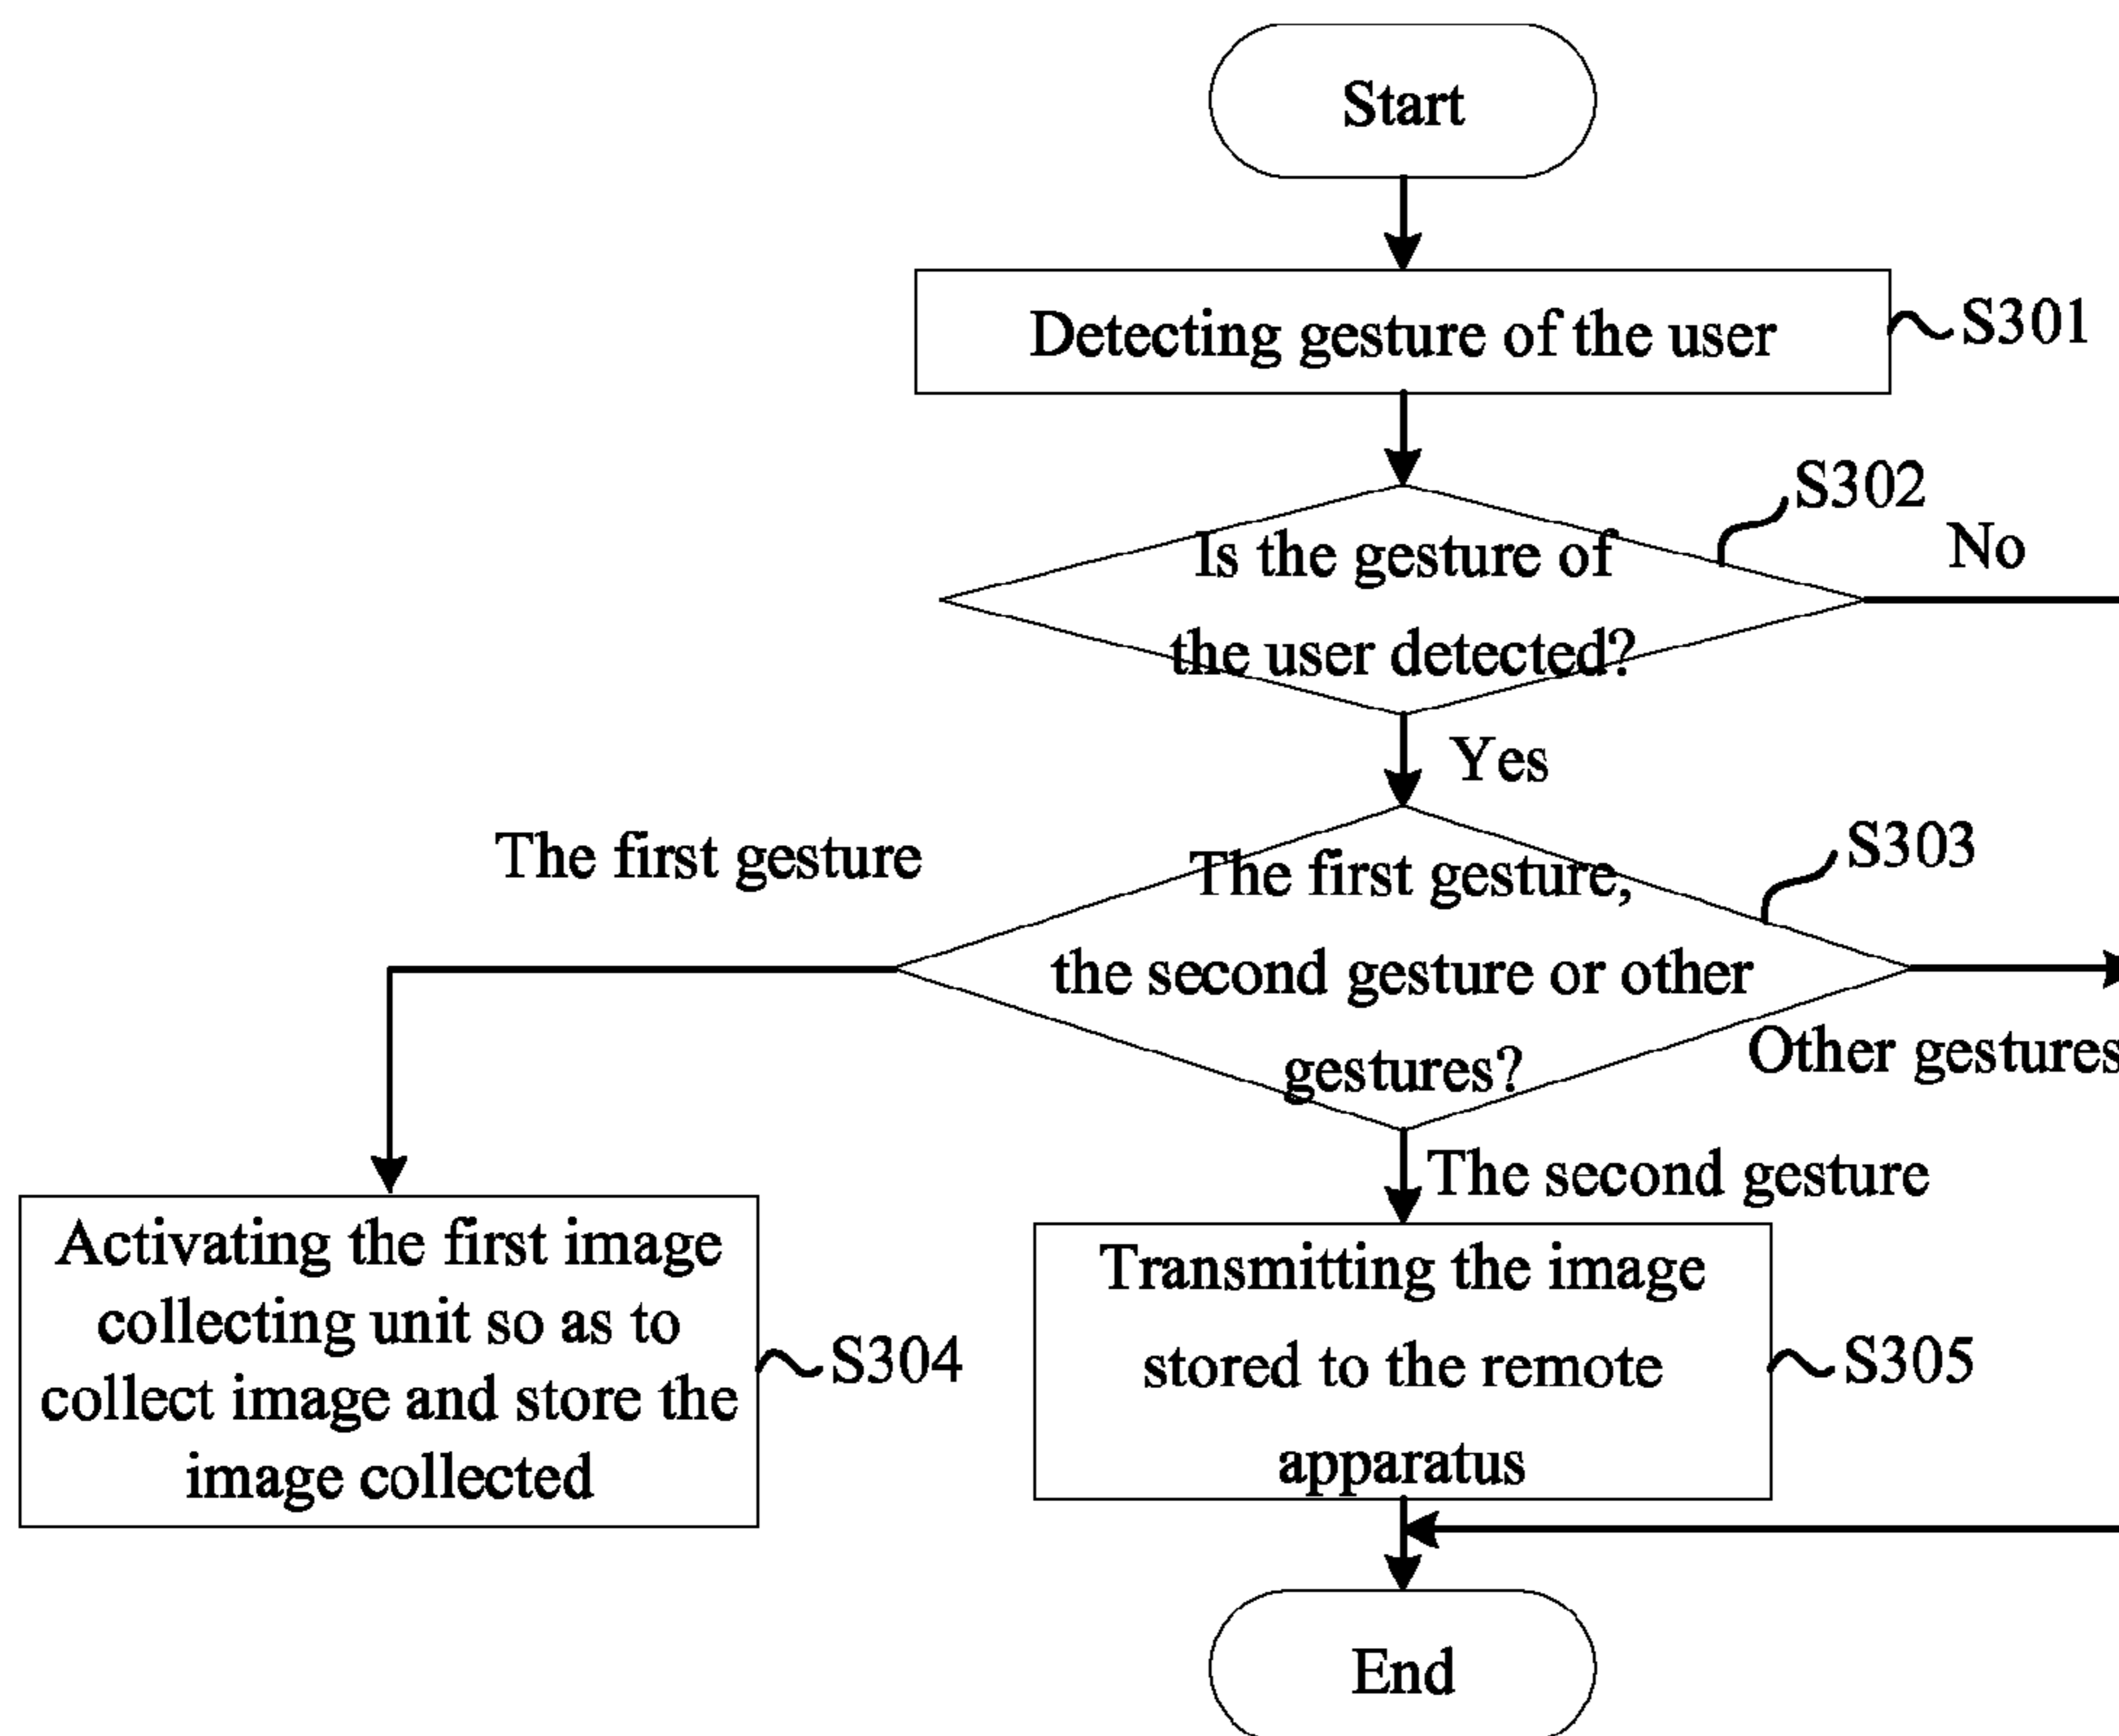 Start
Detecting gesture of the user
S301
S302
Is the gesture of
the user detected?
No
Yes
The first gesture
The first gesture,
the second gesture or other
gestures?
S303
Other gestures
The second gesture
Activating the first image
collecting unit so as to
collect image and store the
image collected
S304
Transmitting the image
stored to the remote
apparatus
S305
End